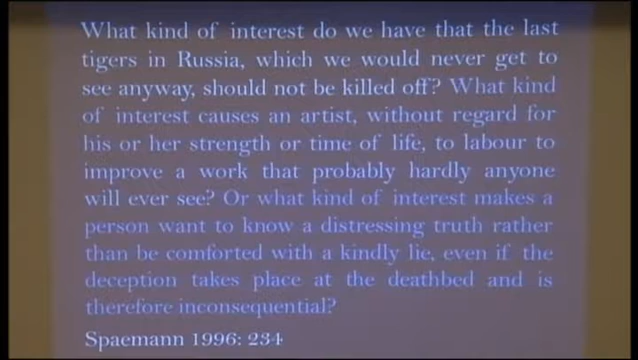 What kind of interest do we have that the last
tigers in Russia, which we would never get to
see anyway, should not be killed off? What kind
of interest causes an artist, without regard for
his or her strength or time of life, to labour to
improve a work that probably hardly anyone
will ever see? Or what kind of interest makes a
person want to know a distressing truth rather
than be comforted with a kindly lie, even if the
deception takes place at the deathbed and is
therefore inconsequential?
Spaemann 1996: 234